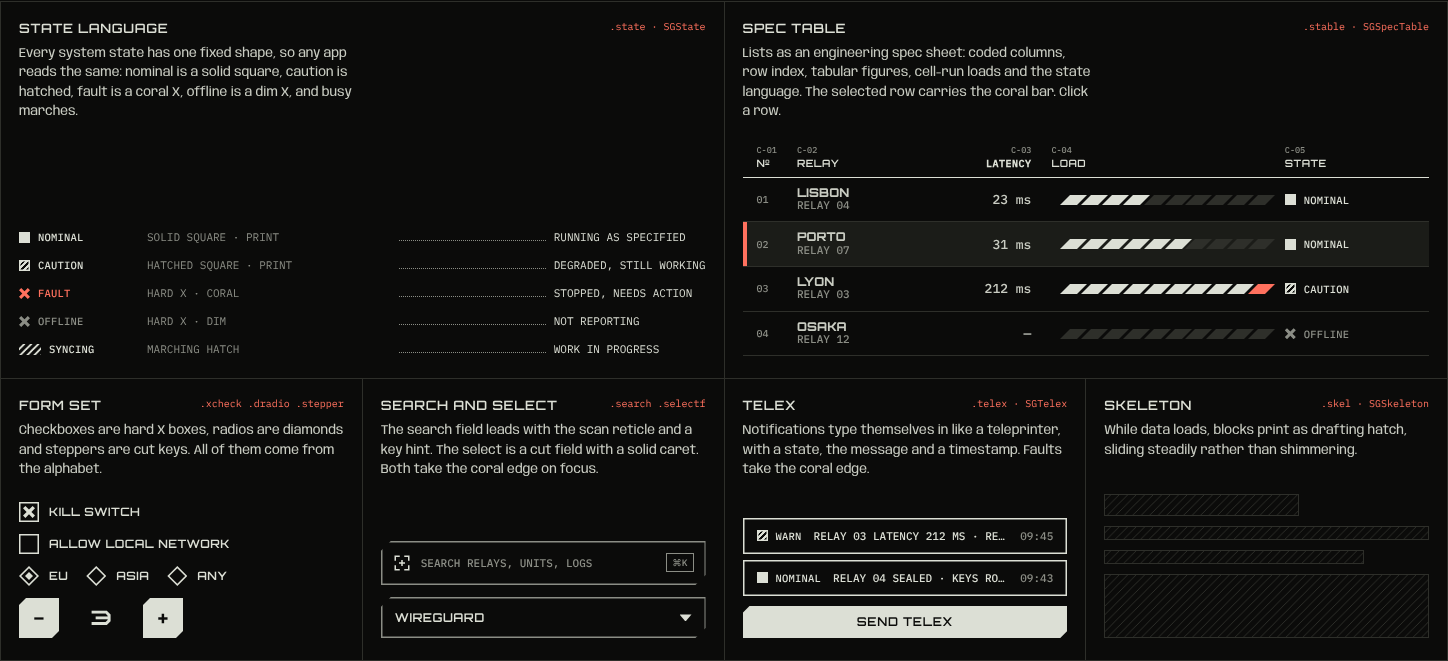 STATE LANGUAGE
.state · SGState
Every system state has one fixed shape, so any app
reads the same: nominal is a solid square, caution is
hatched, fault is a coral X, offline is a dim X, and busy
marches.
NOMINAL SOLID SQUARE · PRINT RUNNING AS SPECIFIED
CAUTION HATCHED SQUARE · PRINT DEGRADED, STILL WORKING
FAULT HARD X · CORAL STOPPED, NEEDS ACTION
OFFLINE HARD X · DIM NOT REPORTING
SYNCING MARCHING HATCH WORK IN PROGRESS
SPEC TABLE
.stable · SGSpecTable
Lists as an engineering spec sheet: coded columns,
row index, tabular figures, cell-run loads and the state
language. The selected row carries the coral bar. Click
a row.
C-01 C-02 C-03 C-04 C-05
Nº RELAY LATENCY LOAD STATE
01 LISBON 23 ms NOMINAL
RELAY 04
02 PORTO 31 ms NOMINAL
RELAY 07
03 LYON 212 ms CAUTION
RELAY 03
04 OSAKA — OFFLINE
RELAY 12
FORM SET
.xcheck .dradio .stepper
Checkboxes are hard X boxes, radios are diamonds
and steppers are cut keys. All of them come from
the alphabet.
KILL SWITCH
ALLOW LOCAL NETWORK
EU ASIA ANY
− 3 +
SEARCH AND SELECT
.search .selectf
The search field leads with the scan reticle and a
key hint. The select is a cut field with a solid caret.
Both take the coral edge on focus.
SEARCH RELAYS, UNITS, LOGS ⌘K
WIREGUARD
TELEX
.telex · SGTelex
Notifications type themselves in like a teleprinter,
with a state, the message and a timestamp. Faults
take the coral edge.
WARN RELAY 03 LATENCY 212 MS · RE… 09:45
NOMINAL RELAY 04 SEALED · KEYS RO… 09:43
SEND TELEX
SKELETON
.skel · SGSkeleton
While data loads, blocks print as drafting hatch,
sliding steadily rather than shimmering.